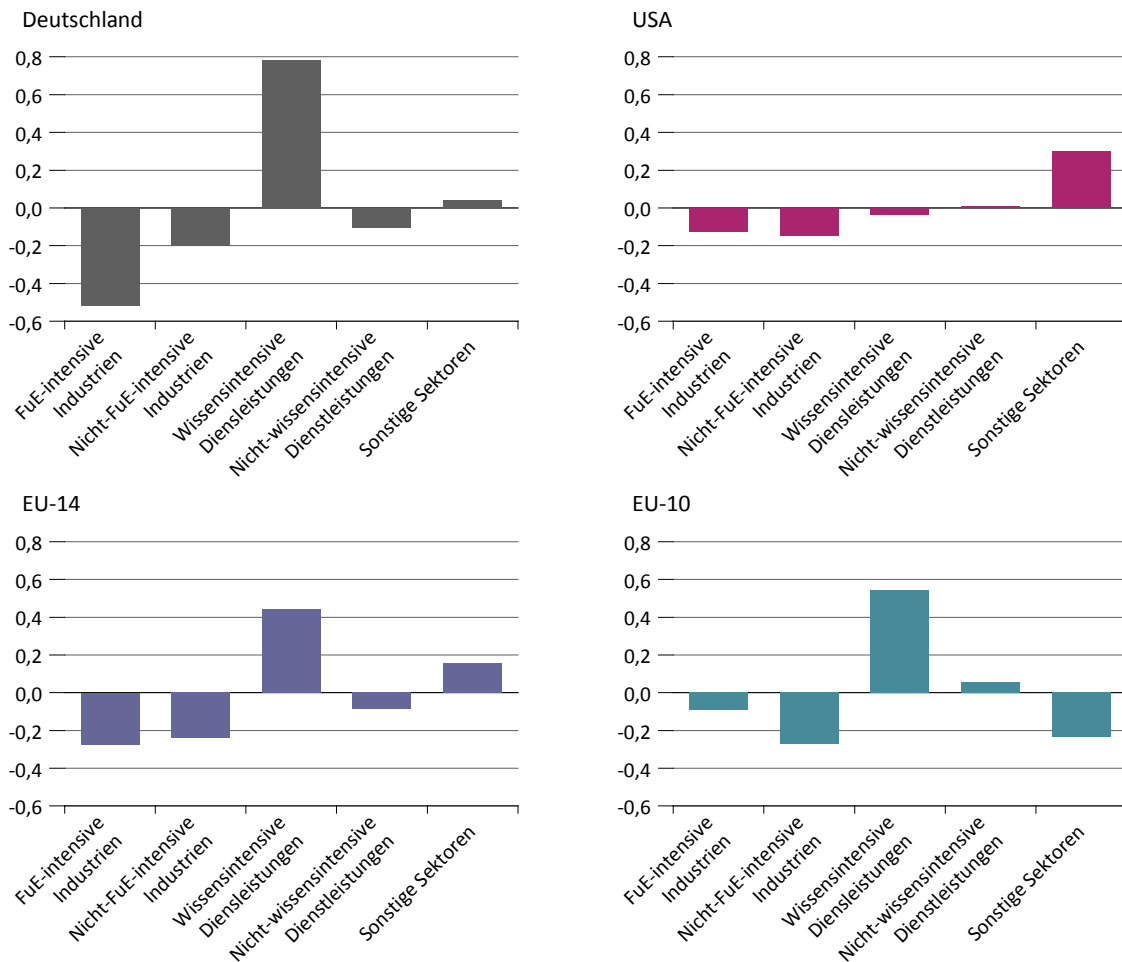 Deutschland
0,8
0,6
0,4
0,2
0,0
-0,2
-0,4
-0,6
FuE-intensive
Industrien
Nicht-FuE-intensive
Industrien
Wissensintensive
Diensleistungen
Nicht-wissensintensive
Dienstleistungen
Sonstige Sektoren
USA
0,8
0,6
0,4
0,2
0,0
-0,2
-0,4
-0,6
FuE-intensive
Industrien
Nicht-FuE-intensive
Industrien
Wissensintensive
Diensleistungen
Nicht-wissensintensive
Dienstleistungen
Sonstige Sektoren
EU-14
0,8
0,6
0,4
0,2
0,0
-0,2
-0,4
-0,6
FuE-intensive
Industrien
Nicht-FuE-intensive
Industrien
Wissensintensive
Diensleistungen
Nicht-wissensintensive
Dienstleistungen
Sonstige Sektoren
EU-10
0,8
0,6
0,4
0,2
0,0
-0,2
-0,4
-0,6
FuE-intensive
Industrien
Nicht-FuE-intensive
Industrien
Wissensintensive
Diensleistungen
Nicht-wissensintensive
Dienstleistungen
Sonstige Sektoren